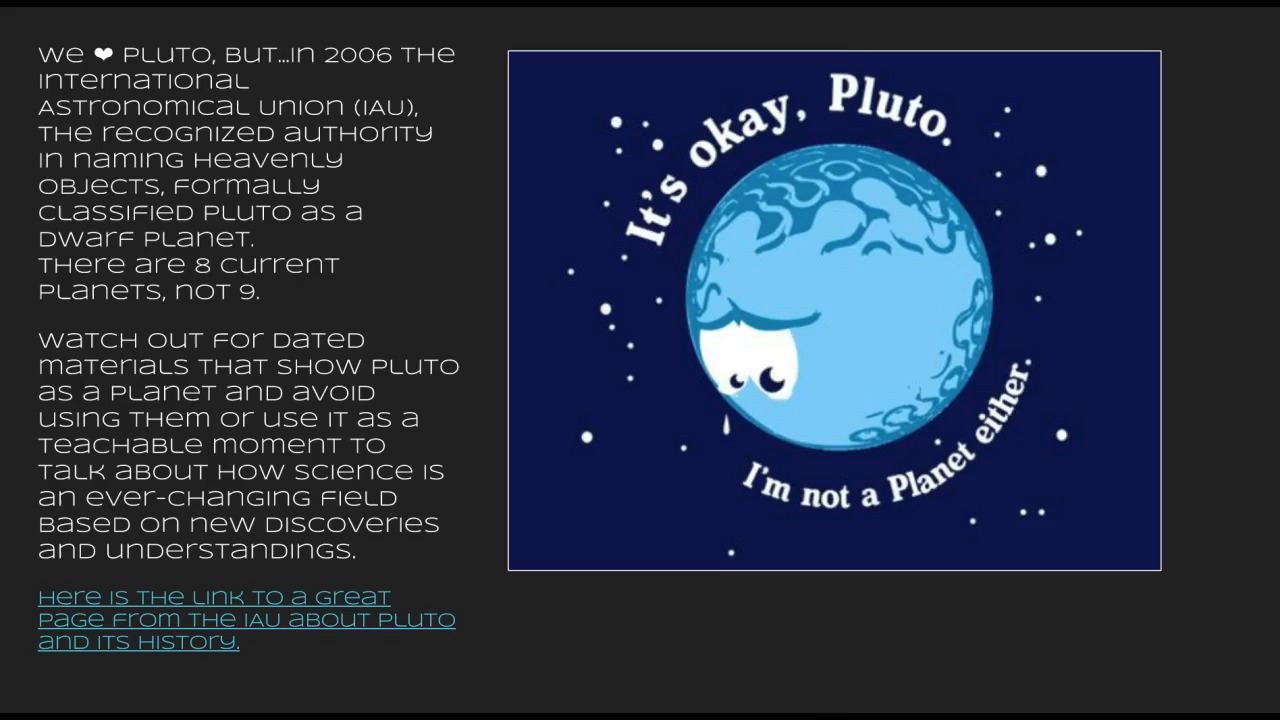 We ❤ Pluto, but...in 2006 the
International
Astronomical Union (IAU),
the recognized authority
in naming heavenly
objects, formally
classified Pluto as a
dwarf planet.
There are 8 current
planets, not 9.
Watch out for dated
materials that show Pluto
as a planet and avoid
using them or use it as a
teachable moment to
talk about how science is
an ever-changing field
based on new discoveries
and understandings.
Here is the link to a great
page from the IAU about Pluto
and its history.
It's okay, Pluto.
I'm not a Planet either.